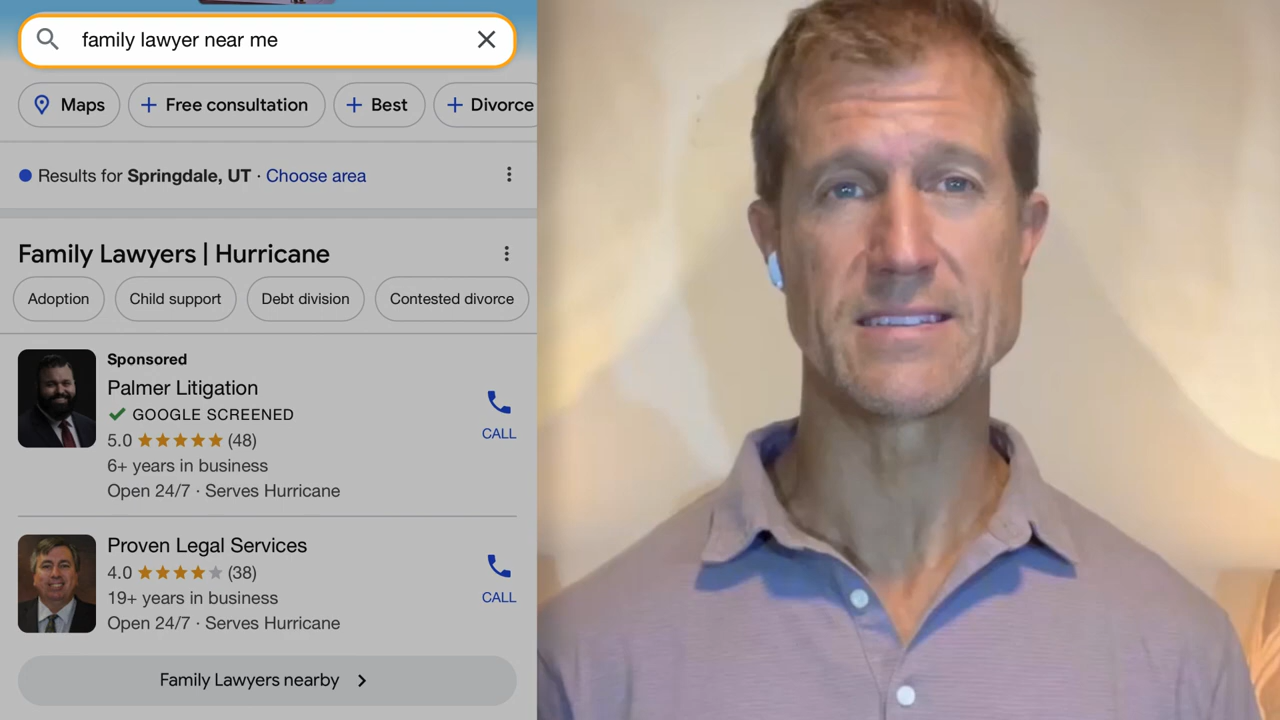 family lawyer near me
Maps
Free consultation
Best
Divorce
Results for Springdale, UT · Choose area
Family Lawyers | Hurricane
Adoption
Child support
Debt division
Contested divorce
Sponsored
Palmer Litigation
GOOGLE SCREENED
5.0 (48)
6+ years in business
Open 24/7 · Serves Hurricane
CALL
Proven Legal Services
4.0 (38)
19+ years in business
Open 24/7 · Serves Hurricane
CALL
Family Lawyers nearby